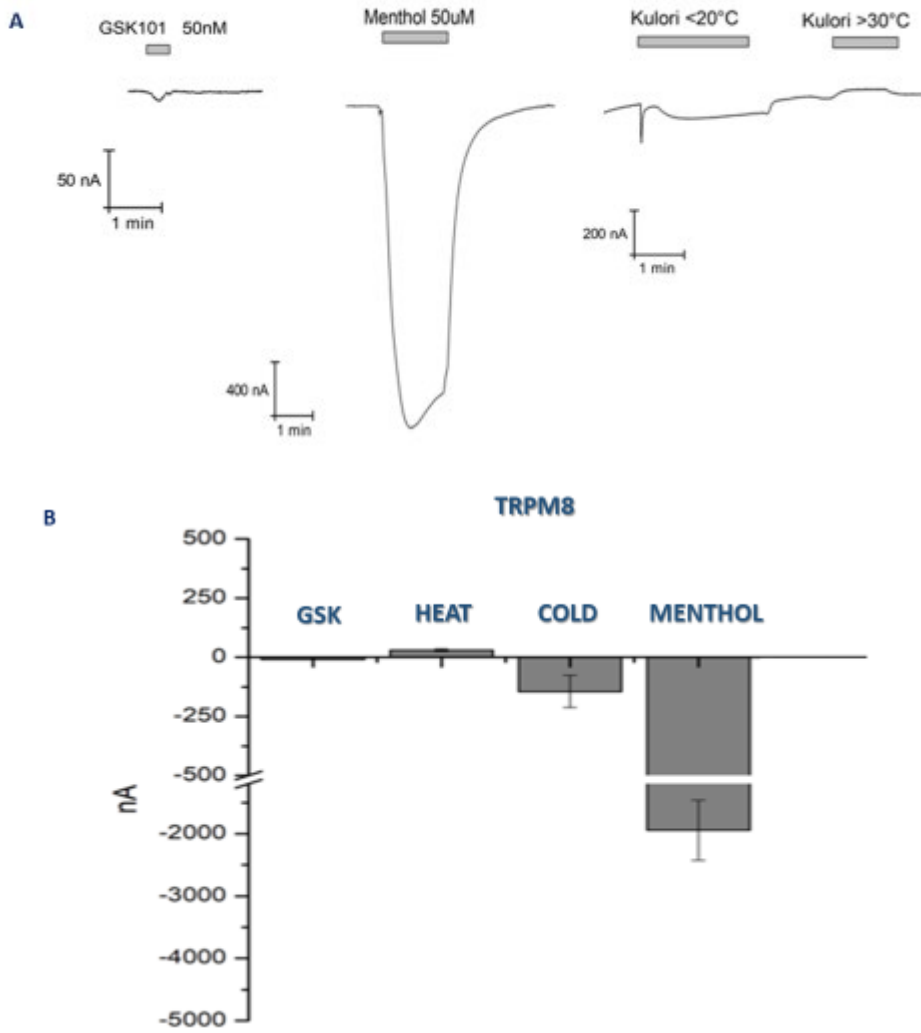 A
GSK101 50nM
Menthol 50uM
Kulori <20°C
Kulori >30°C
50 nA
1 min
400 nA
1 min
200 nA
1 min
B
TRPM8
GSK
HEAT
COLD
MENTHOL
nA
500
250
0
-250
-500
-2000
-3000
-4000
-5000